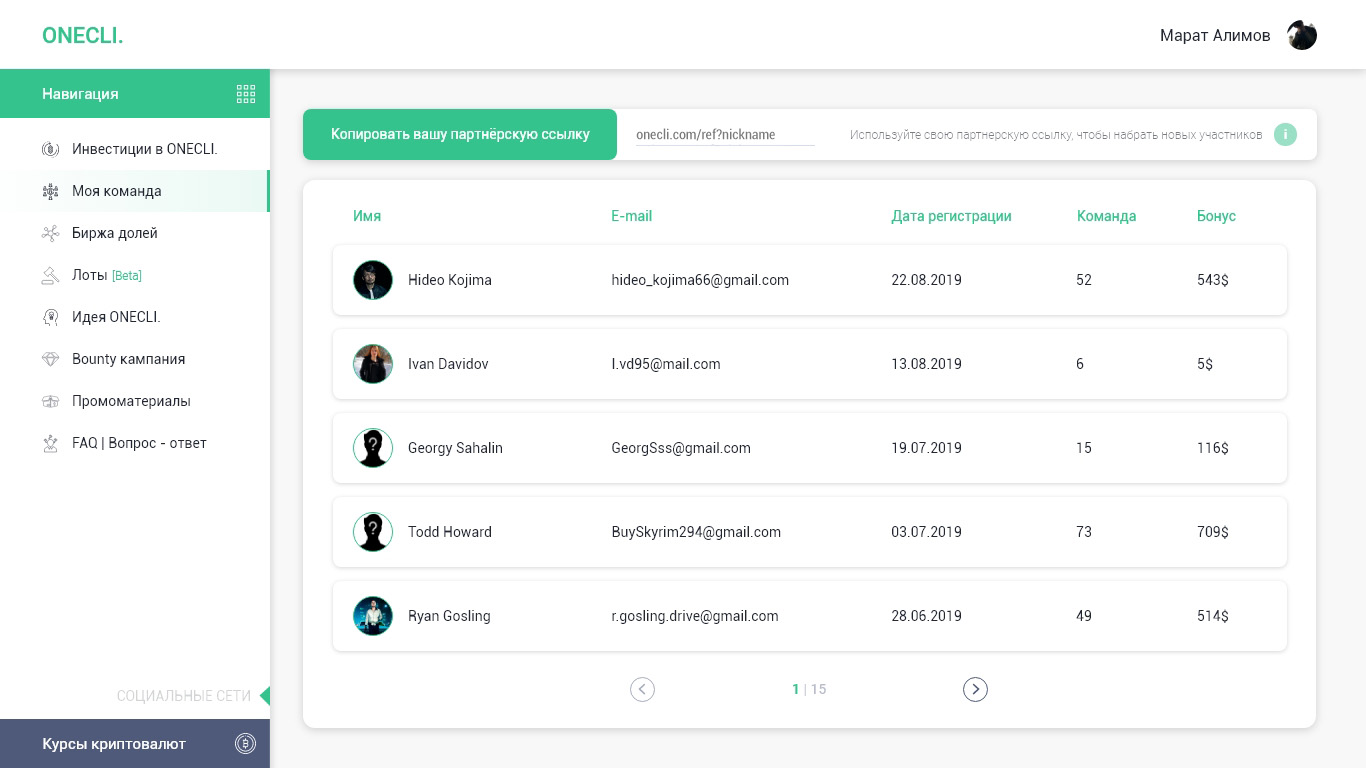 ONECLI.
Марат Алимов
Навигация
Инвестиции в ONECLI.
Моя команда
Биржа долей
Лоты [Beta]
Идея ONECLI.
Bounty кампания
Промоматериалы
FAQ | Вопрос - ответ
СОЦИАЛЬНЫЕ СЕТИ
Курсы криптовалют
Копировать вашу партнёрскую ссылку
onecli.com/ref?nickname
Используйте свою партнерскую ссылку, чтобы набрать новых участников
i
Имя E-mail Дата регистрации Команда Бонус
Hideo Kojima hideo_kojima66@gmail.com 22.08.2019 52 543$
Ivan Davidov I.vd95@mail.com 13.08.2019 6 5$
? Georgy Sahalin GeorgSss@gmail.com 19.07.2019 15 116$
? Todd Howard BuySkyrim294@gmail.com 03.07.2019 73 709$
Ryan Gosling r.gosling.drive@gmail.com 28.06.2019 49 514$
1 | 15